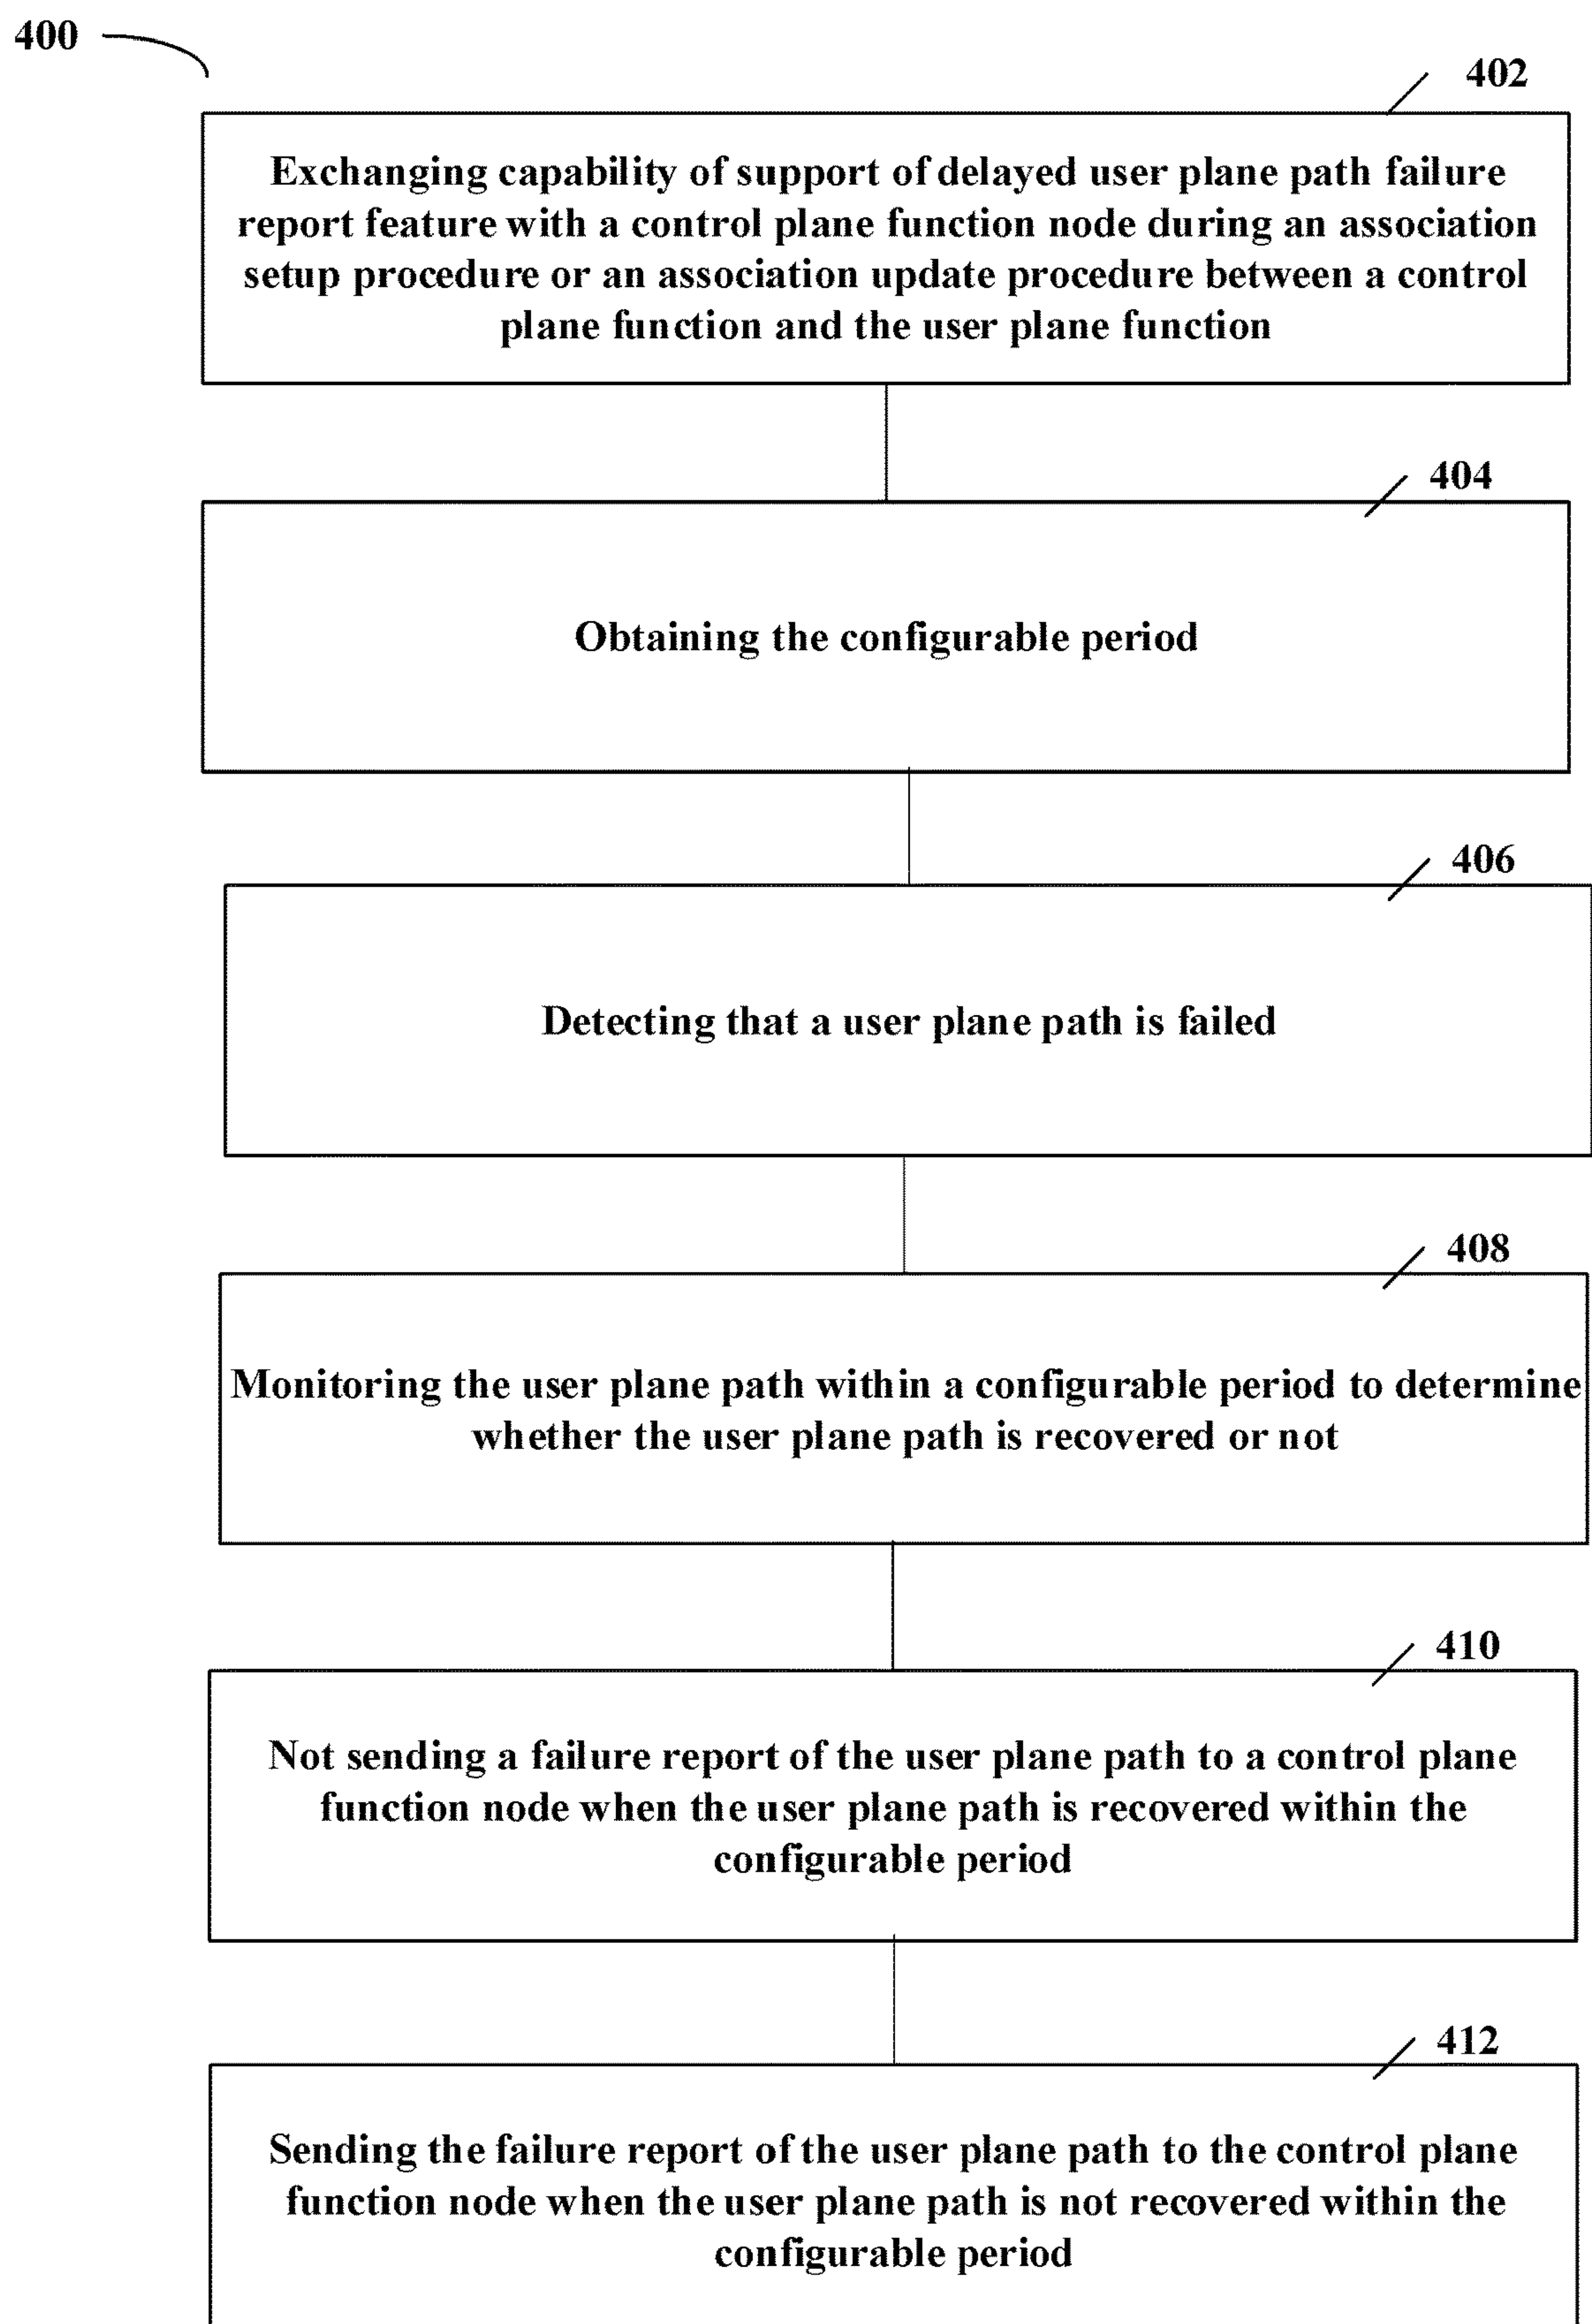 400
402
Exchanging capability of support of delayed user plane path failure
report feature with a control plane function node during an association
setup procedure or an association update procedure between a control
plane function and the user plane function
404
Obtaining the configurable period
406
Detecting that a user plane path is failed
408
Monitoring the user plane path within a configurable period to determine
whether the user plane path is recovered or not
410
Not sending a failure report of the user plane path to a control plane
function node when the user plane path is recovered within the
configurable period
412
Sending the failure report of the user plane path to the control plane
function node when the user plane path is not recovered within the
configurable period